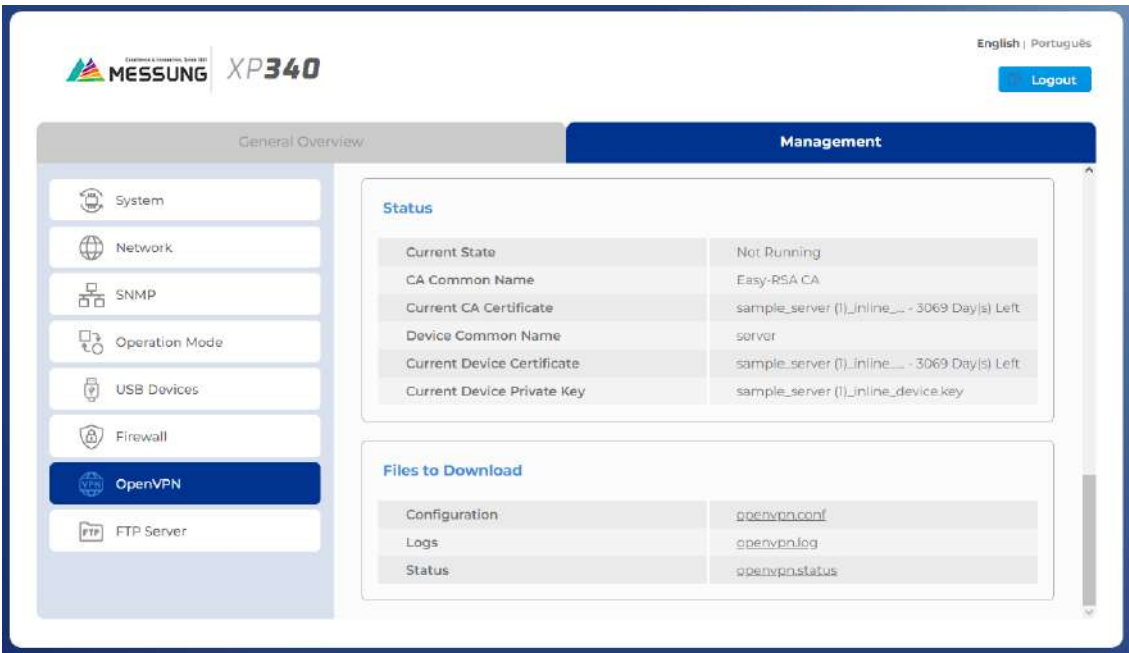 English | Português
MESSUNG XP340
Logout
General Overview
Management
System
Network
SNMP
Operation Mode
USB Devices
Firewall
VPN OpenVPN
FTP FTP Server
Status
Current State Not Running
CA Common Name Easy-RSA CA
Current CA Certificate sample_server (1)_inline_... - 3069 Day(s) Left
Device Common Name server
Current Device Certificate sample_server (1)_inline_... - 3069 Day(s) Left
Current Device Private Key sample_server (1)_inline_device.key
Files to Download
Configuration openvpn.conf
Logs openvpn.log
Status openvpn.status